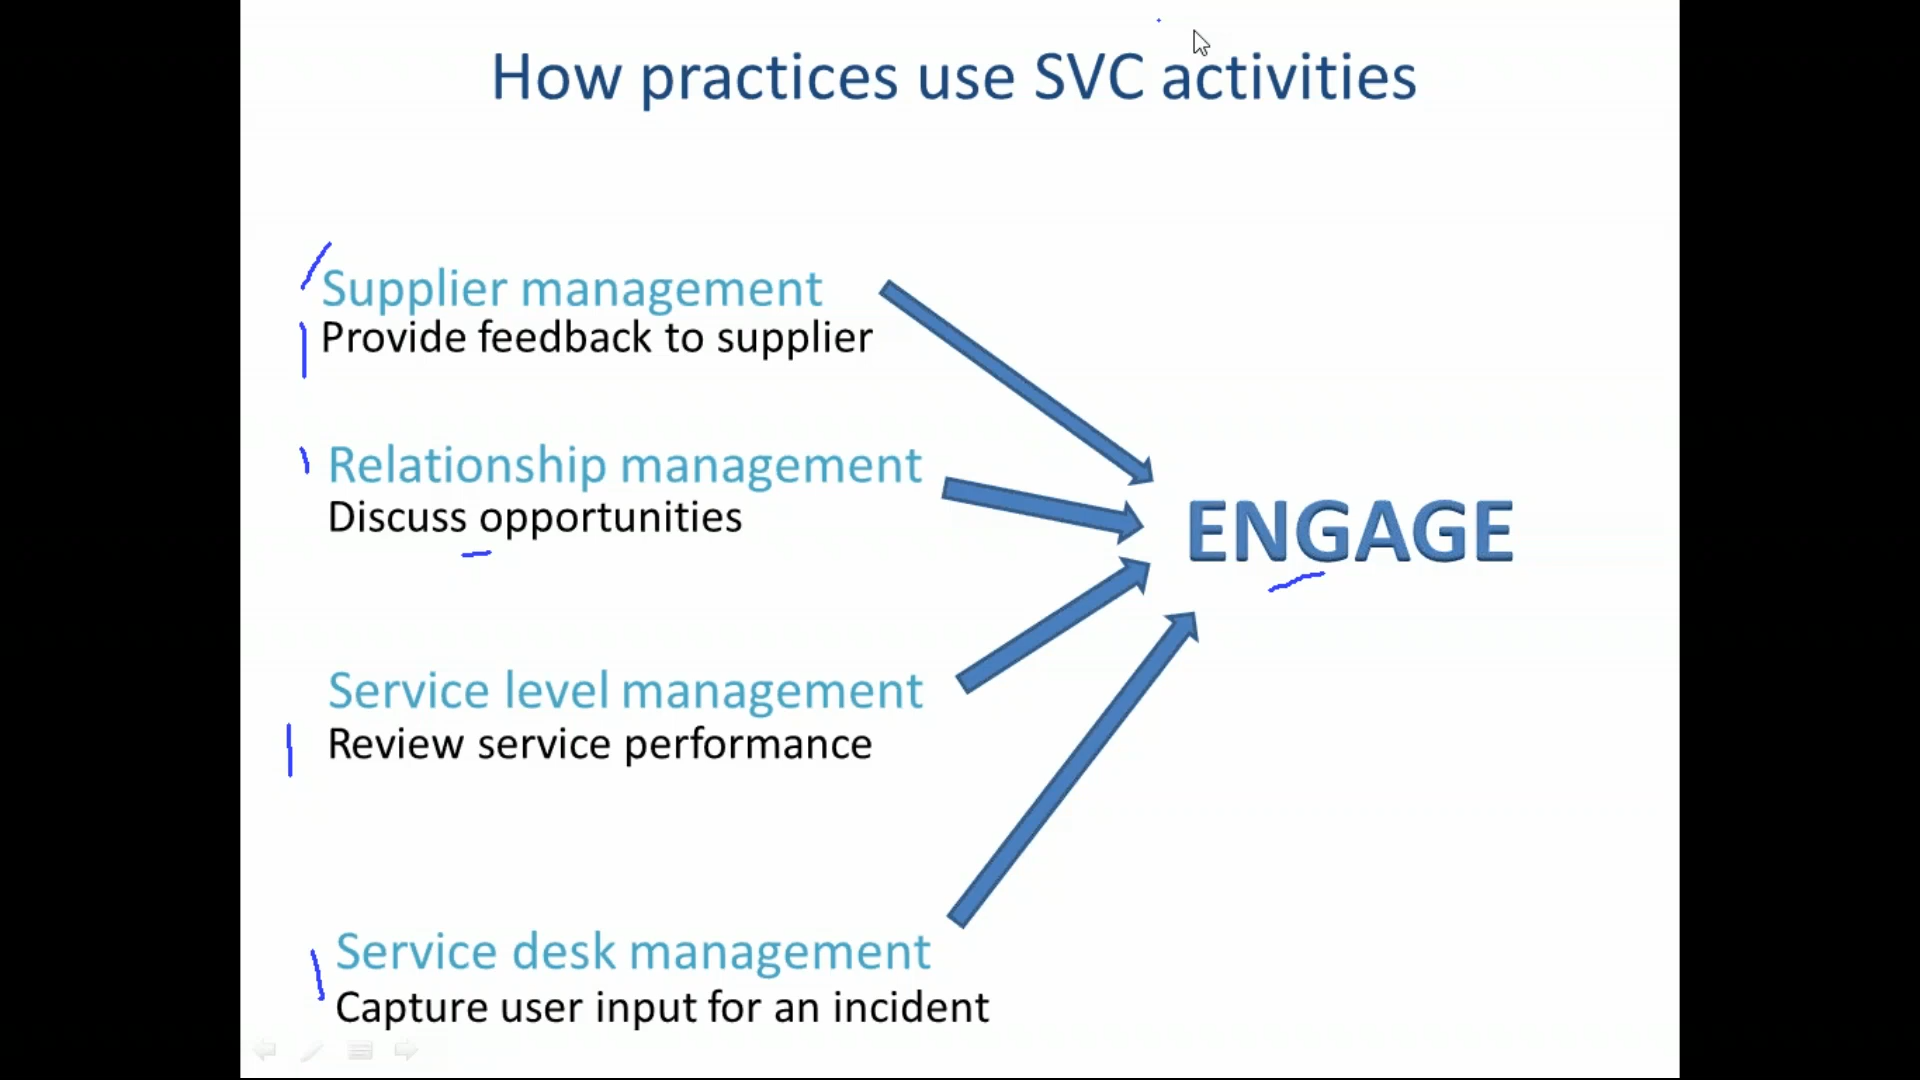 How practices use SVC activities
Supplier management
Provide feedback to supplier
Relationship management
Discuss opportunities
ENGAGE
Service level management
Review service performance
Service desk management
Capture user input for an incident